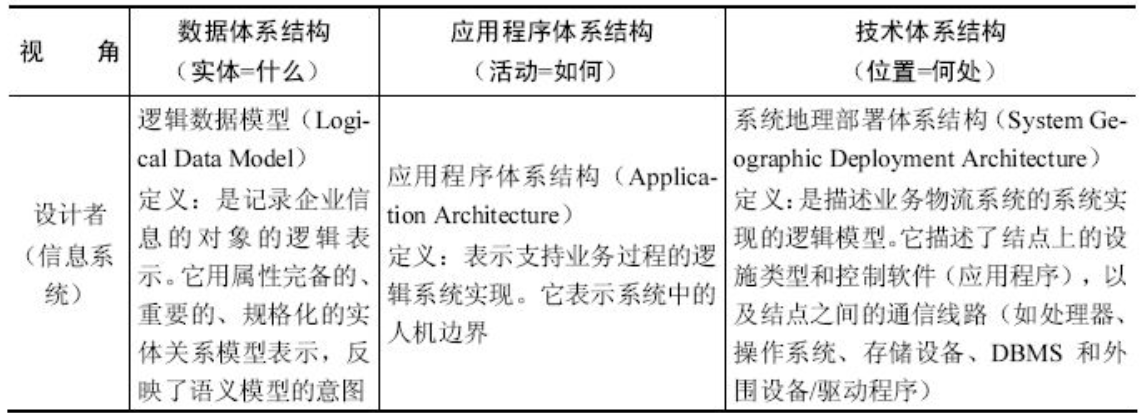 视　　角
数据体系结构
（实体=什么）
应用程序体系结构
（活动=如何）
技术体系结构
（位置=何处）
设计者
（信息系
统）
逻辑数据模型（Logi-
cal Data Model）
定义：是记录企业信
息的对象的逻辑表
示。它用属性完备的、
重要的、规格化的实
体关系模型表示，反
映了语义模型的意图
应用程序体系结构（Applica-
tion Architecture）
定义：表示支持业务过程的逻
辑系统实现。它表示系统中的
人机边界
系统地理部署体系结构（System Ge-
ographic Deployment Architecture）
定义：是描述业务物流系统的系统实
现的逻辑模型。它描述了结点上的设
施类型和控制软件（应用程序），以
及结点之间的通信线路（如处理器、
操作系统、存储设备、DBMS 和外
围设备/驱动程序）